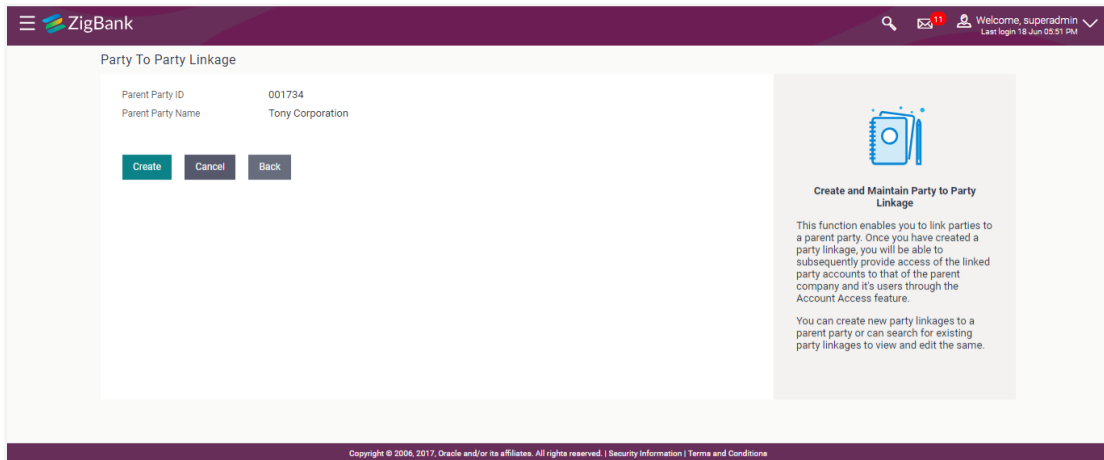 ZigBank
11
Welcome, superadmin
Last login 18 Jun 05:51 PM
Party To Party Linkage
Parent Party ID 001734
Parent Party Name Tony Corporation
Create Cancel Back
Create and Maintain Party to Party
Linkage
This function enables you to link parties to
a parent party. Once you have created a
party linkage, you will be able to
subsequently provide access of the linked
party accounts to that of the parent
company and it's users through the
Account Access feature.
You can create new party linkages to a
parent party or can search for existing
party linkages to view and edit the same.
Copyright © 2006, 2017, Oracle and/or its affiliates. All rights reserved. | Security Information | Terms and Conditions